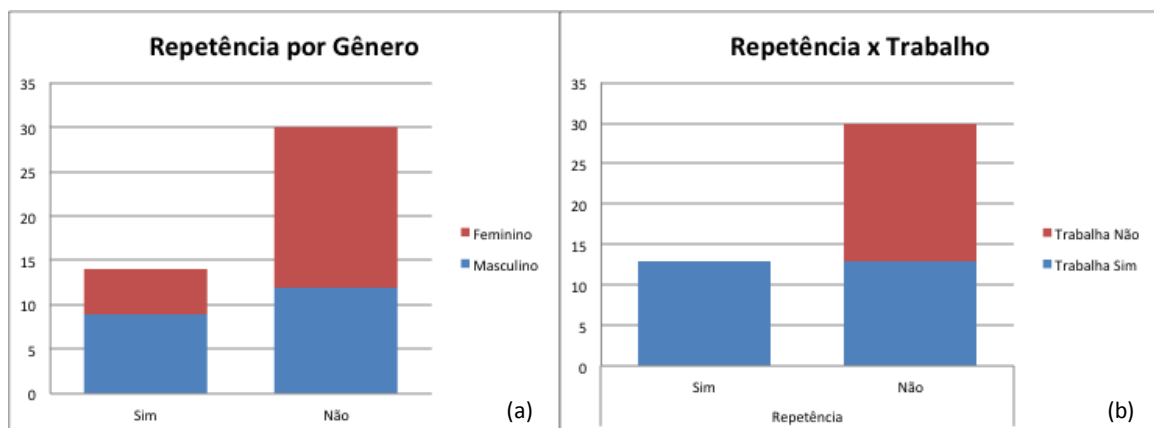 Repetência por Gênero
35
30
25
20
15
10
5
0
Sim
Não
Feminino
Masculino
(a)
Repetência x Trabalho
35
30
25
20
15
10
5
0
Sim
Não
Repetência
Trabalha Não
Trabalha Sim
(b)